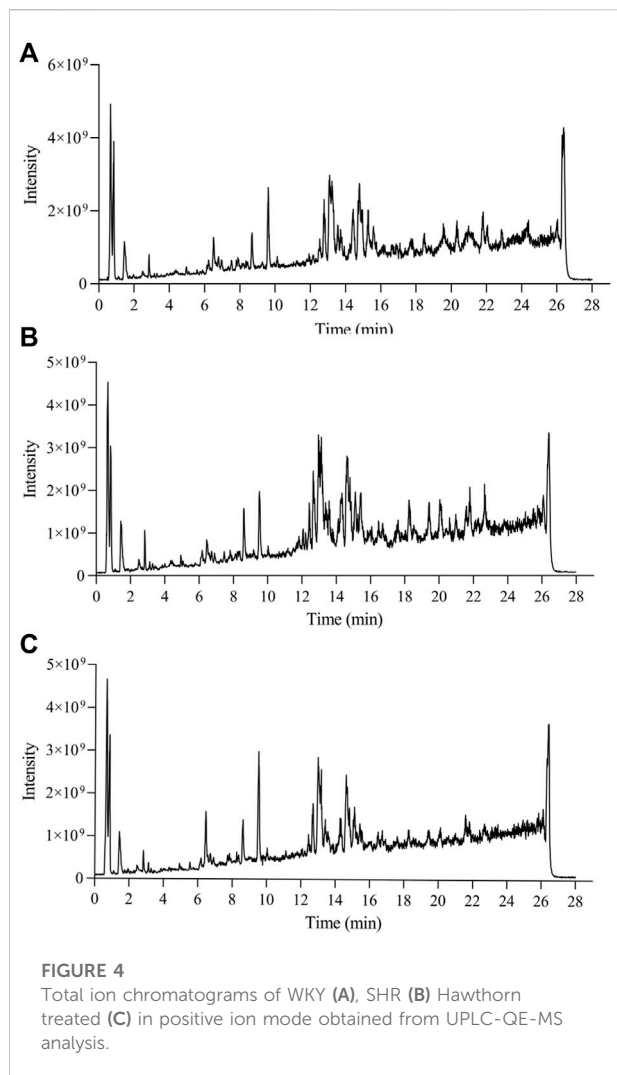 A
6×10⁹
4×10⁹
2×10⁹
0
Intensity
0 2 4 6 8 10 12 14 16 18 20 22 24 26 28
Time (min)
B
5×10⁹
4×10⁹
3×10⁹
2×10⁹
1×10⁹
0
Intensity
0 2 4 6 8 10 12 14 16 18 20 22 24 26 28
Time (min)
C
5×10⁹
4×10⁹
3×10⁹
2×10⁹
1×10⁹
0
Intensity
0 2 4 6 8 10 12 14 16 18 20 22 24 26 28
Time (min)
FIGURE 4
Total ion chromatograms of WKY (A), SHR (B) Hawthorn
treated (C) in positive ion mode obtained from UPLC-QE-MS
analysis.